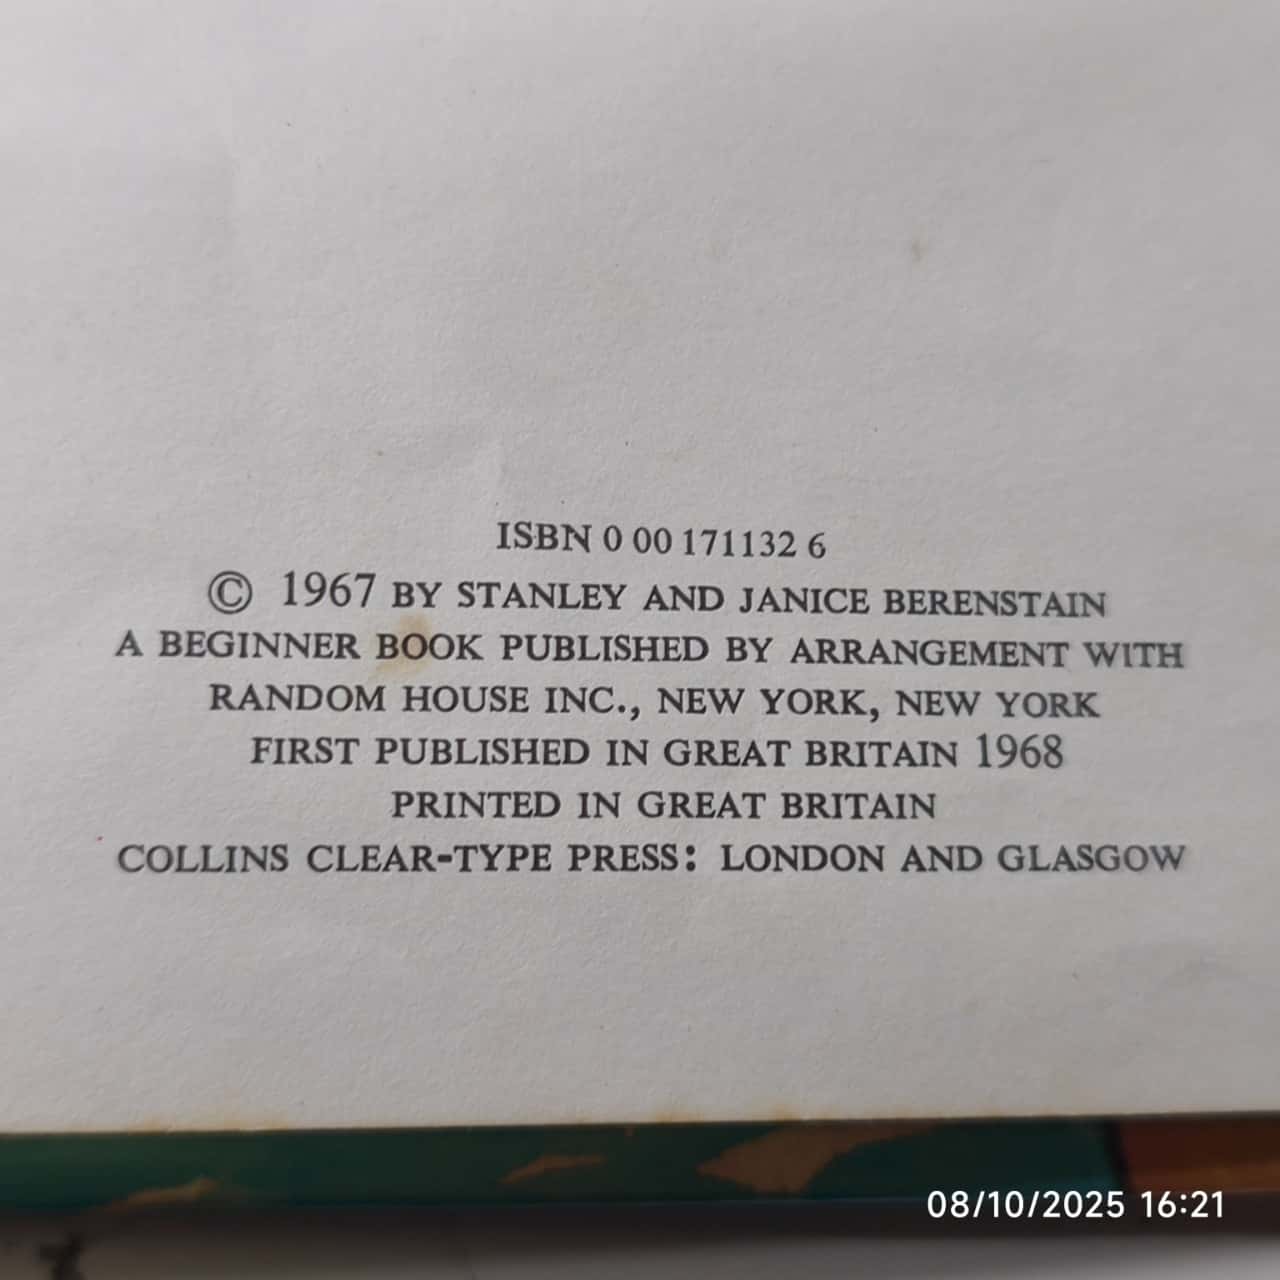 ISBN 0 00 171132 6
© 1967 BY STANLEY AND JANICE BERENSTAIN
A BEGINNER BOOK PUBLISHED BY ARRANGEMENT WITH
RANDOM HOUSE INC., NEW YORK, NEW YORK
FIRST PUBLISHED IN GREAT BRITAIN 1968
PRINTED IN GREAT BRITAIN
COLLINS CLEAR-TYPE PRESS: LONDON AND GLASGOW
08/10/2025 16:21